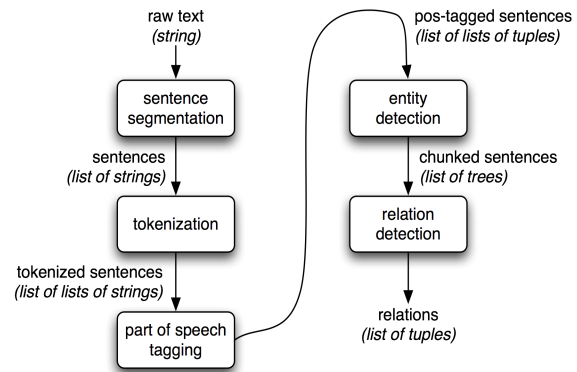 raw text
(string)
sentence
segmentation
sentences
(list of strings)
tokenization
tokenized sentences
(list of lists of strings)
part of speech
tagging
pos-tagged sentences
(list of lists of tuples)
entity
detection
chunked sentences
(list of trees)
relation
detection
relations
(list of tuples)